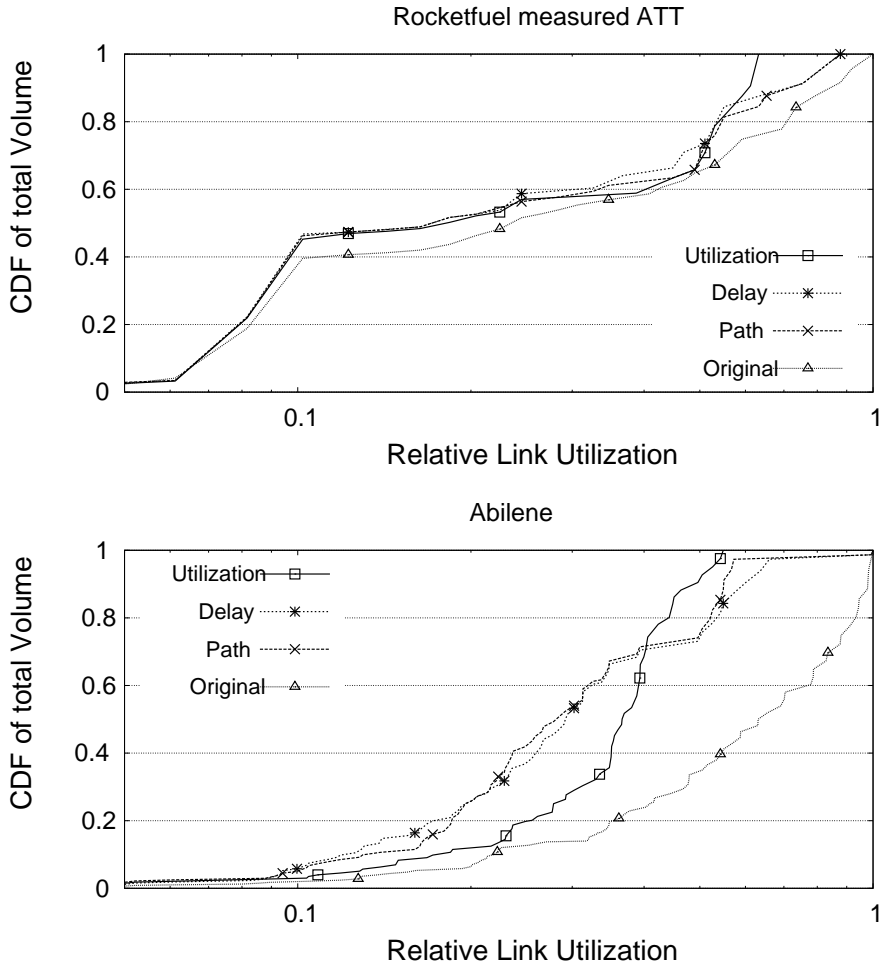 Rocketfuel measured ATT
CDF of total Volume
1
0.8
0.6
0.4
0.2
0
Utilization
Delay
Path
Original
0.1
1
Relative Link Utilization
Abilene
CDF of total Volume
1
0.8
0.6
0.4
0.2
0
Utilization
Delay
Path
Original
0.1
1
Relative Link Utilization